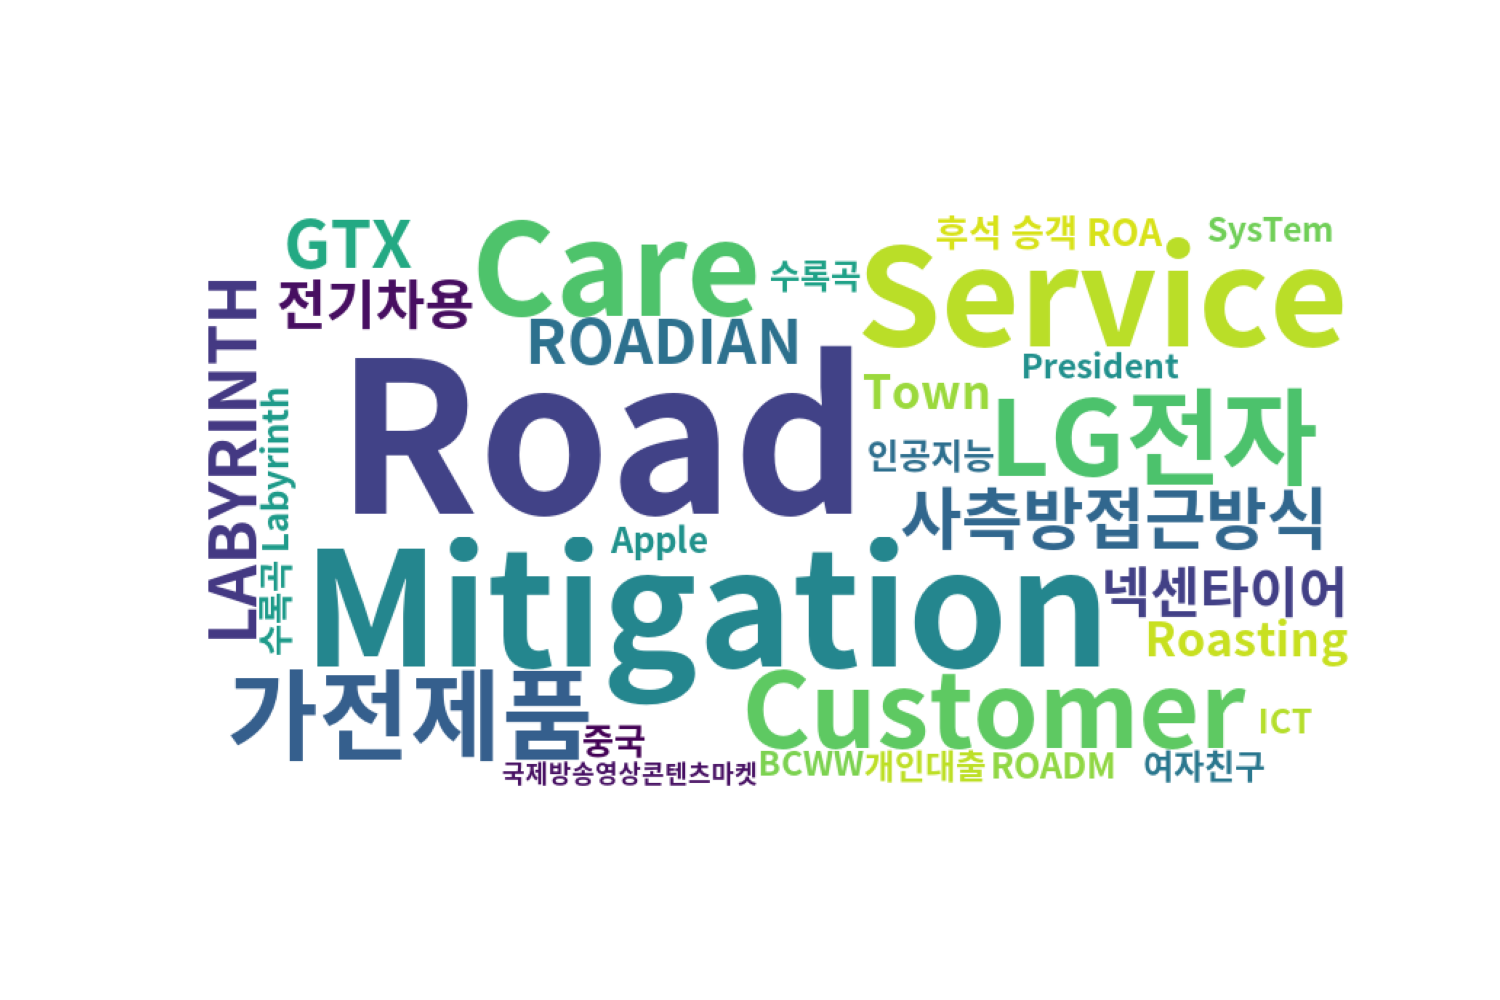 GTX
Care
후석 승객 ROA
SysTem
수록곡
Service
전기차용
ROADIAN
LABYRINTH
수록곡 Labyrinth
Road
President
Town
LG전자
인공지능
사측방접근방식
Apple
Mitigation
넥센타이어
Roasting
가전제품
Customer
ICT
중국
국제방송영상콘텐츠마켓
BCWW
개인대출
ROADM
여자친구